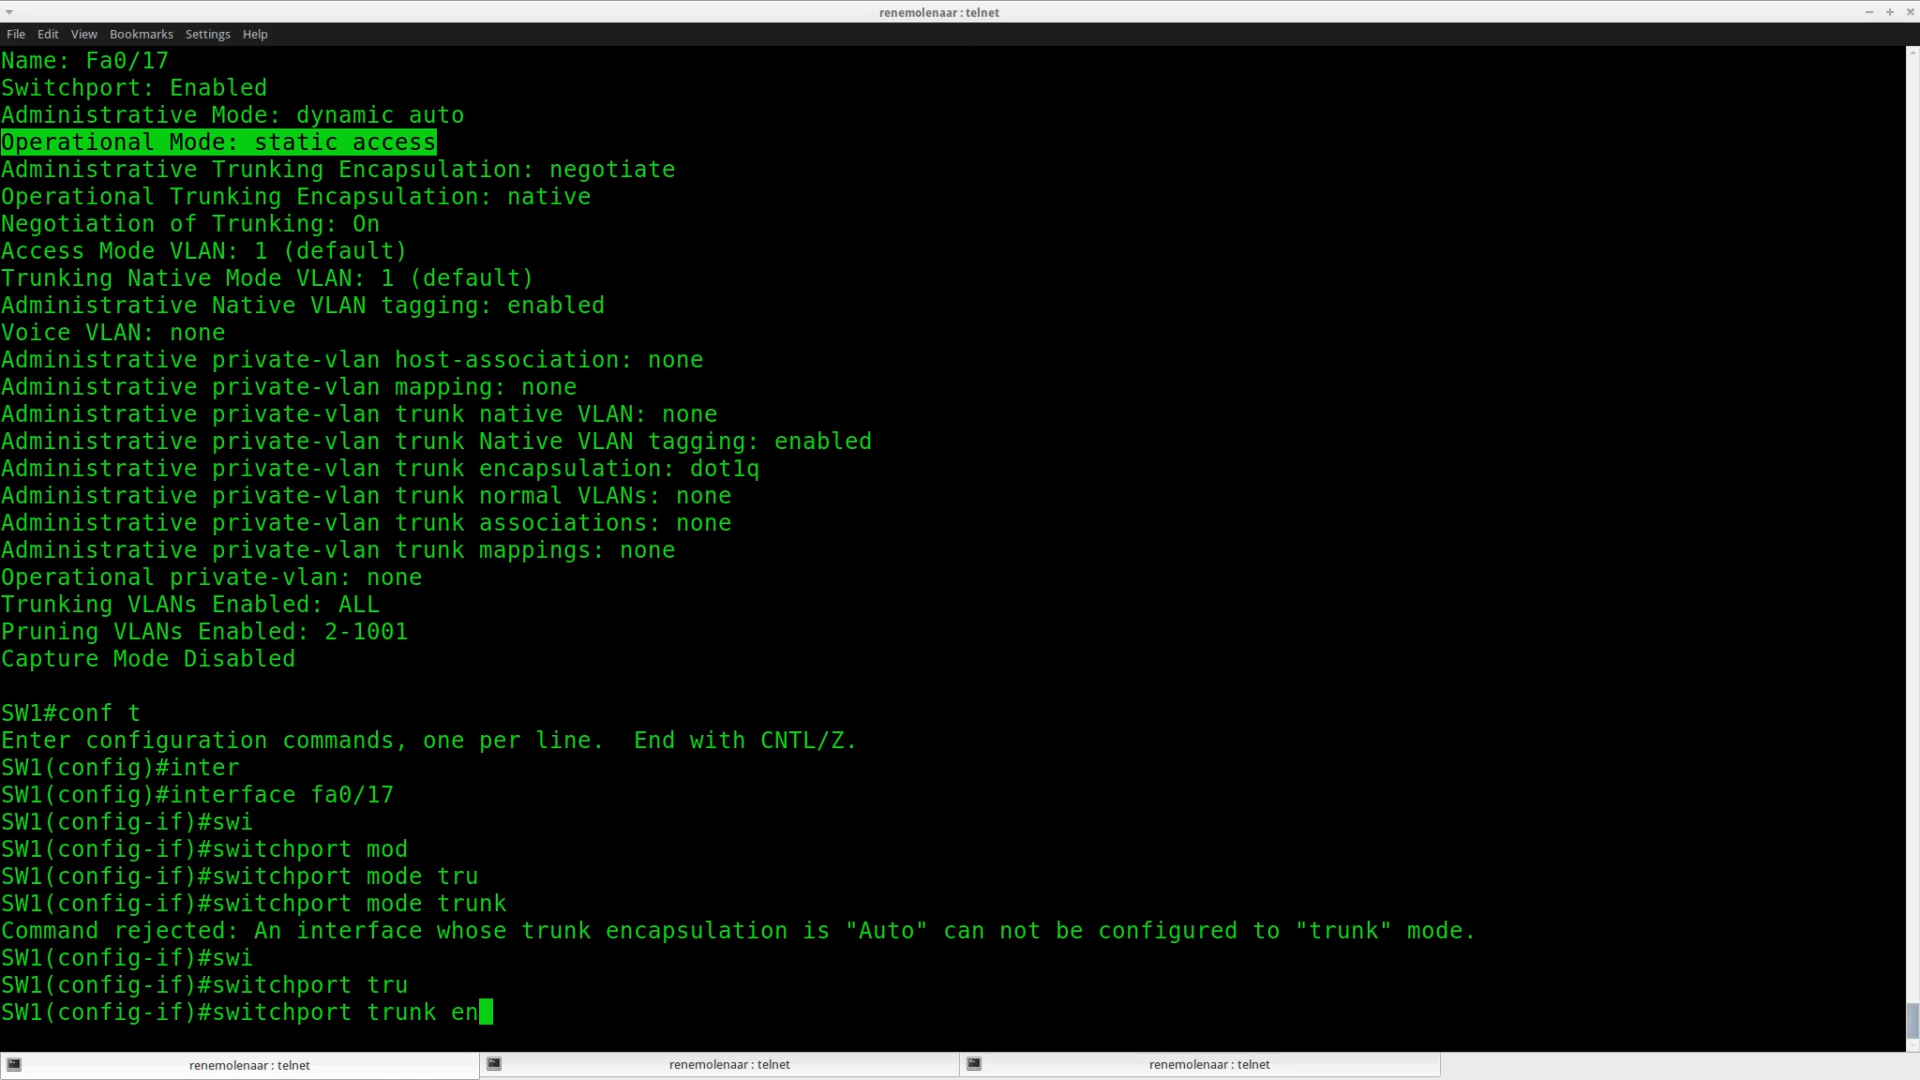 renemolenaar : telnet
File Edit View Bookmarks Settings Help
Name: Fa0/17
Switchport: Enabled
Administrative Mode: dynamic auto
Operational Mode: static access
Administrative Trunking Encapsulation: negotiate
Operational Trunking Encapsulation: native
Negotiation of Trunking: On
Access Mode VLAN: 1 (default)
Trunking Native Mode VLAN: 1 (default)
Administrative Native VLAN tagging: enabled
Voice VLAN: none
Administrative private-vlan host-association: none
Administrative private-vlan mapping: none
Administrative private-vlan trunk native VLAN: none
Administrative private-vlan trunk Native VLAN tagging: enabled
Administrative private-vlan trunk encapsulation: dot1q
Administrative private-vlan trunk normal VLANs: none
Administrative private-vlan trunk associations: none
Administrative private-vlan trunk mappings: none
Operational private-vlan: none
Trunking VLANs Enabled: ALL
Pruning VLANs Enabled: 2-1001
Capture Mode Disabled
SW1#conf t
Enter configuration commands, one per line.  End with CNTL/Z.
SW1(config)#inter
SW1(config)#interface fa0/17
SW1(config-if)#swi
SW1(config-if)#switchport mod
SW1(config-if)#switchport mode tru
SW1(config-if)#switchport mode trunk
Command rejected: An interface whose trunk encapsulation is "Auto" can not be configured to "trunk" mode.
SW1(config-if)#swi
SW1(config-if)#switchport tru
SW1(config-if)#switchport trunk en
renemolenaar : telnet renemolenaar : telnet renemolenaar : telnet